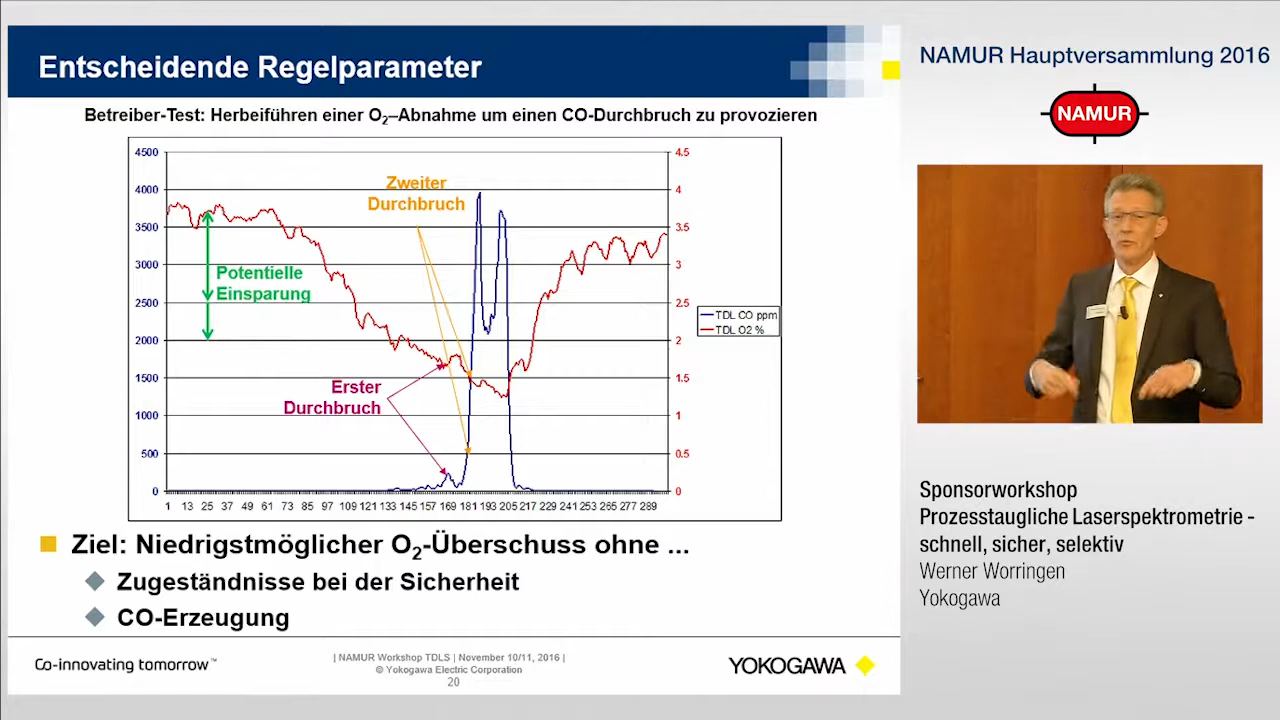 Entscheidende Regelparameter
Betreiber-Test: Herbeiführen einer O₂–Abnahme um einen CO-Durchbruch zu provozieren
4500
4000
3500
3000
2500
2000
1500
1000
500
0
4.5
4
3.5
3
2.5
2
1.5
1
0.5
0
1 13 25 37 49 61 73 85 97 109 121 133 145 157 169 181 193 205 217 229 241 253 265 277 289
Zweiter
Durchbruch
Potentielle
Einsparung
Erster
Durchbruch
TDL CO ppm
TDL O2 %
Ziel: Niedrigstmöglicher O₂-Überschuss ohne ...
Zugeständnisse bei der Sicherheit
CO-Erzeugung
Co-innovating tomorrow™
| NAMUR Workshop TDLS | November 10/11, 2016 |
© Yokogawa Electric Corporation
20
YOKOGAWA
NAMUR Hauptversammlung 2016
NAMUR
Sponsorworkshop
Prozesstaugliche Laserspektrometrie -
schnell, sicher, selektiv
Werner Worringen
Yokogawa